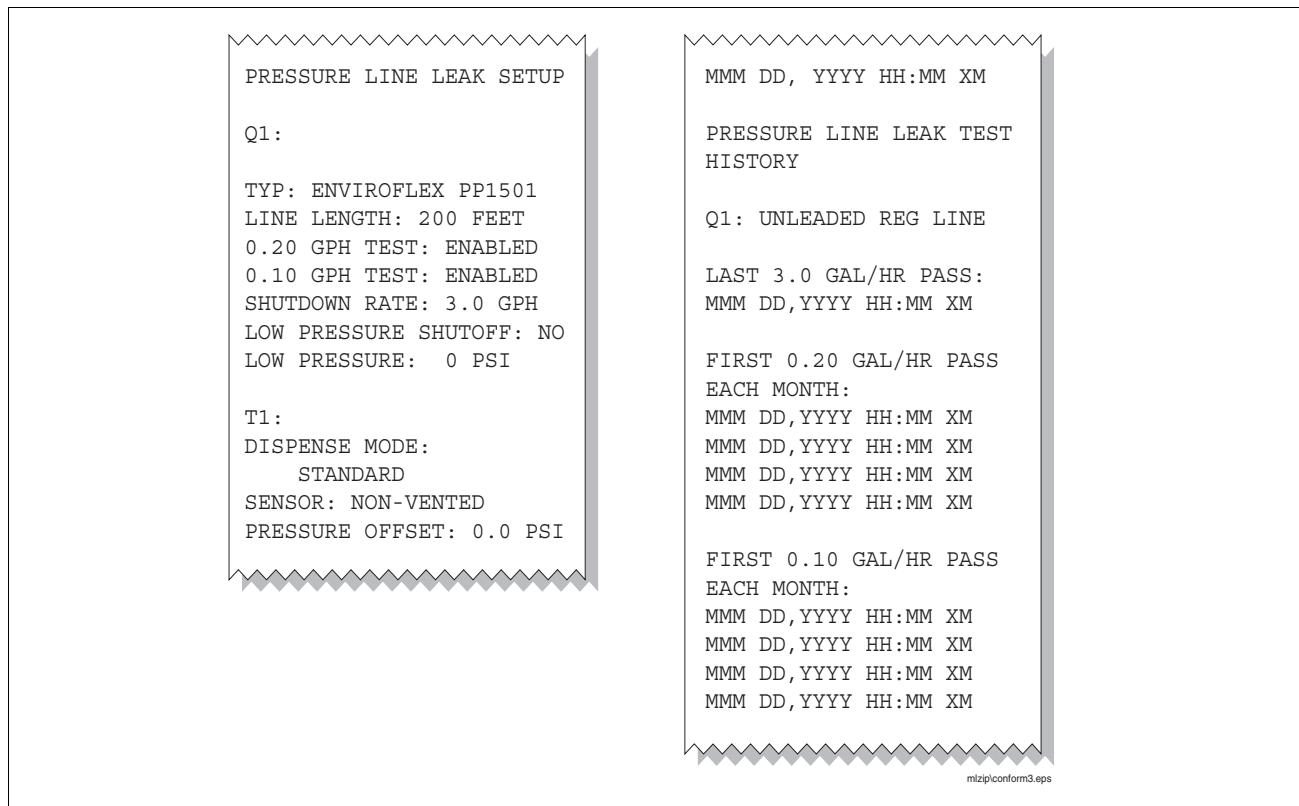 PRESSURE LINE LEAK SETUP
Q1:
TYP: ENVIROFLEX PP1501
LINE LENGTH: 200 FEET
0.20 GPH TEST: ENABLED
0.10 GPH TEST: ENABLED
SHUTDOWN RATE: 3.0 GPH
LOW PRESSURE SHUTOFF: NO
LOW PRESSURE: 0 PSI
T1:
DISPENSE MODE:
STANDARD
SENSOR: NON-VENTED
PRESSURE OFFSET: 0.0 PSI
MMM DD, YYYY HH:MM XM
PRESSURE LINE LEAK TEST
HISTORY
Q1: UNLEADED REG LINE
LAST 3.0 GAL/HR PASS:
MMM DD,YYYY HH:MM XM
FIRST 0.20 GAL/HR PASS
EACH MONTH:
MMM DD,YYYY HH:MM XM
MMM DD,YYYY HH:MM XM
MMM DD,YYYY HH:MM XM
MMM DD,YYYY HH:MM XM
FIRST 0.10 GAL/HR PASS
EACH MONTH:
MMM DD,YYYY HH:MM XM
MMM DD,YYYY HH:MM XM
MMM DD,YYYY HH:MM XM
MMM DD,YYYY HH:MM XM
mlzip\conform3.eps